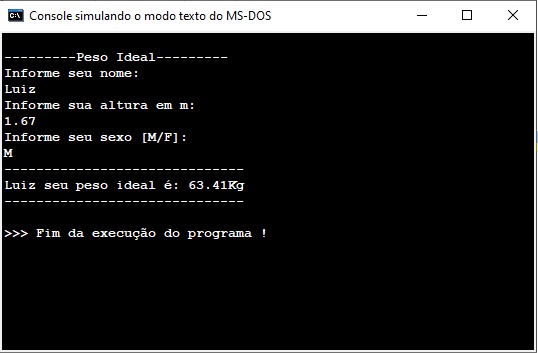 Console simulando o modo texto do MS-DOS
---------Peso Ideal---------
Informe seu nome:
Luiz
Informe sua altura em m:
1.67
Informe seu sexo [M/F]:
M
------------------------------
Luiz seu peso ideal é: 63.41Kg
------------------------------
>>> Fim da execução do programa !